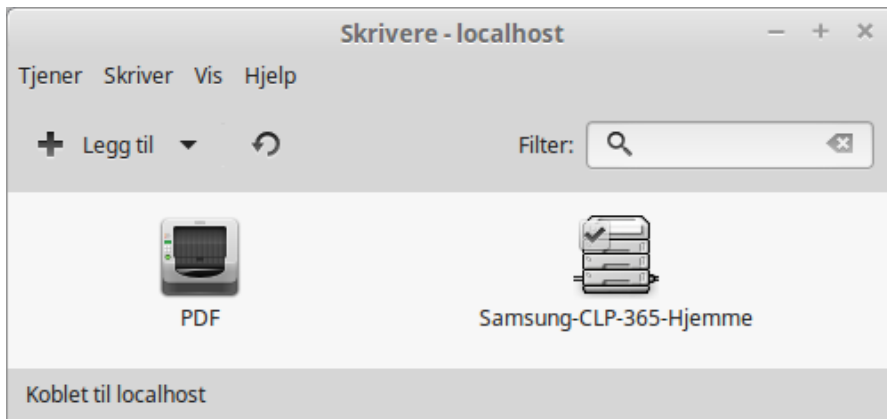 Skrivere - localhost
Tjener Skriver Vis Hjelp
Legg til Filter:
PDF Samsung-CLP-365-Hjemme
Koblet til localhost